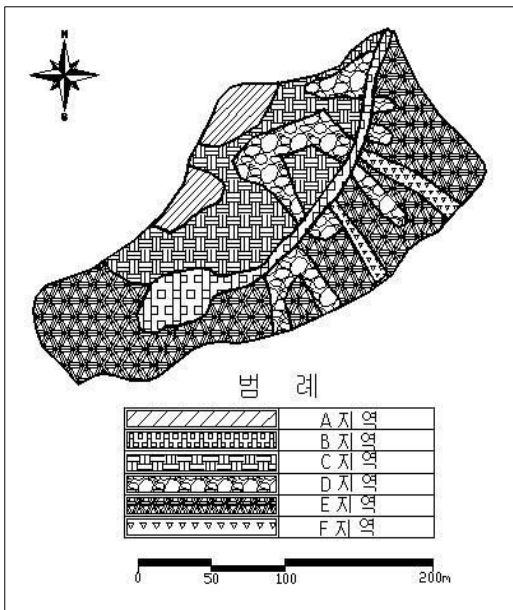 N
S
범 례
A 지 역
B 지 역
C 지 역
D 지 역
E 지 역
F 지 역
0 50 100 200m